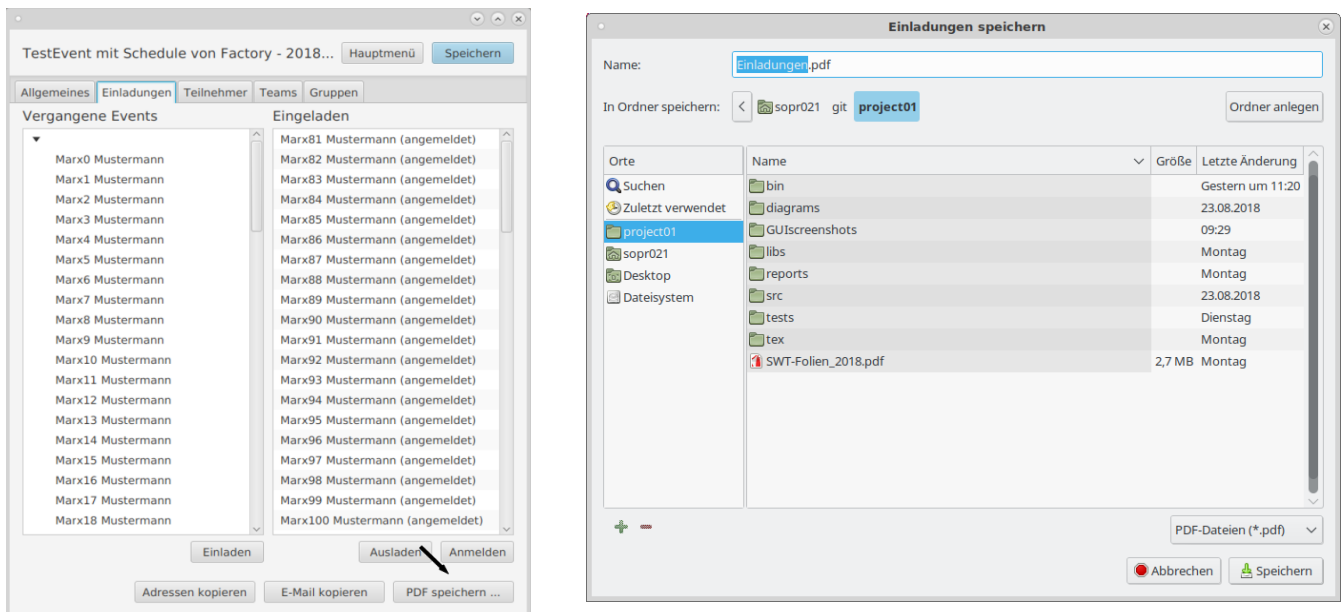 TestEvent mit Schedule von Factory - 2018... Hauptmenü Speichern
Allgemeines Einladungen Teilnehmer Teams Gruppen
Vergangene Events Eingeladen
Marx0 Mustermann
Marx1 Mustermann
Marx2 Mustermann
Marx3 Mustermann
Marx4 Mustermann
Marx5 Mustermann
Marx6 Mustermann
Marx7 Mustermann
Marx8 Mustermann
Marx9 Mustermann
Marx10 Mustermann
Marx11 Mustermann
Marx12 Mustermann
Marx13 Mustermann
Marx14 Mustermann
Marx15 Mustermann
Marx16 Mustermann
Marx17 Mustermann
Marx18 Mustermann
Marx81 Mustermann (angemeldet)
Marx82 Mustermann (angemeldet)
Marx83 Mustermann (angemeldet)
Marx84 Mustermann (angemeldet)
Marx85 Mustermann (angemeldet)
Marx86 Mustermann (angemeldet)
Marx87 Mustermann (angemeldet)
Marx88 Mustermann (angemeldet)
Marx89 Mustermann (angemeldet)
Marx90 Mustermann (angemeldet)
Marx91 Mustermann (angemeldet)
Marx92 Mustermann (angemeldet)
Marx93 Mustermann (angemeldet)
Marx94 Mustermann (angemeldet)
Marx95 Mustermann (angemeldet)
Marx96 Mustermann (angemeldet)
Marx97 Mustermann (angemeldet)
Marx98 Mustermann (angemeldet)
Marx99 Mustermann (angemeldet)
Marx100 Mustermann (angemeldet)
Einladen Ausladen Anmelden
Adressen kopieren E-Mail kopieren PDF speichern ...
Einladungen speichern
Name: Einladungen.pdf
In Ordner speichern: sopr021 git project01 Ordner anlegen
Orte
Suchen
Zuletzt verwendet
project01
sopr021
Desktop
Dateisystem
Name Größe Letzte Änderung
bin Gestern um 11:20
diagrams 23.08.2018
GUIscreenshots 09:29
libs Montag
reports Montag
src 23.08.2018
tests Dienstag
tex Montag
SWT-Folien_2018.pdf 2,7 MB Montag
PDF-Dateien (*.pdf)
Abbrechen Speichern